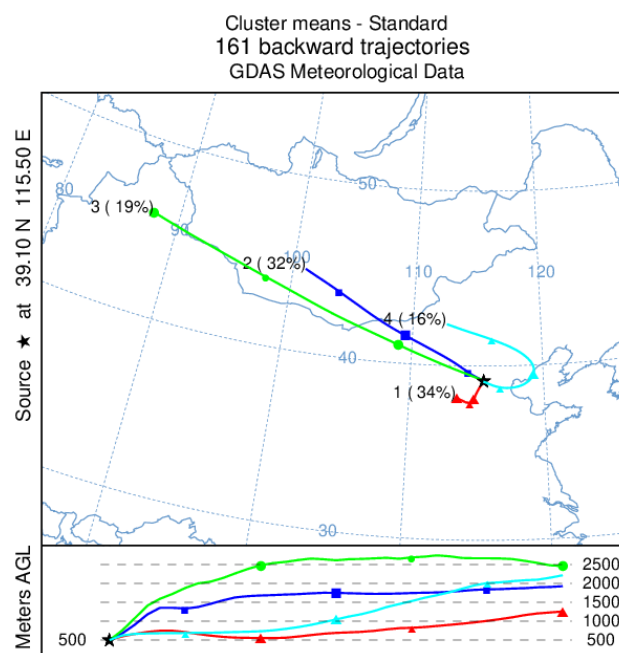 Cluster means - Standard
161 backward trajectories
GDAS Meteorological Data
Source ★ at 39.10 N 115.50 E
80
50
3 ( 19%)
90
2 ( 32%)
100
110
120
4 ( 16%)
40
1 ( 34%)
30
Meters AGL
500
2500
2000
1500
1000
500